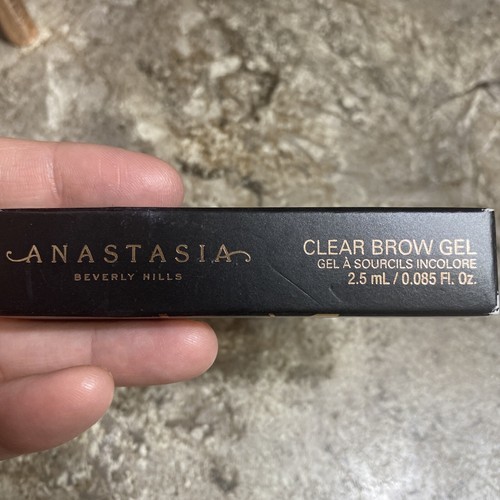 ANASTASIA
BEVERLY HILLS
CLEAR BROW GEL
GEL À SOURCILS INCOLORE
2.5 mL / 0.085 Fl. Oz.